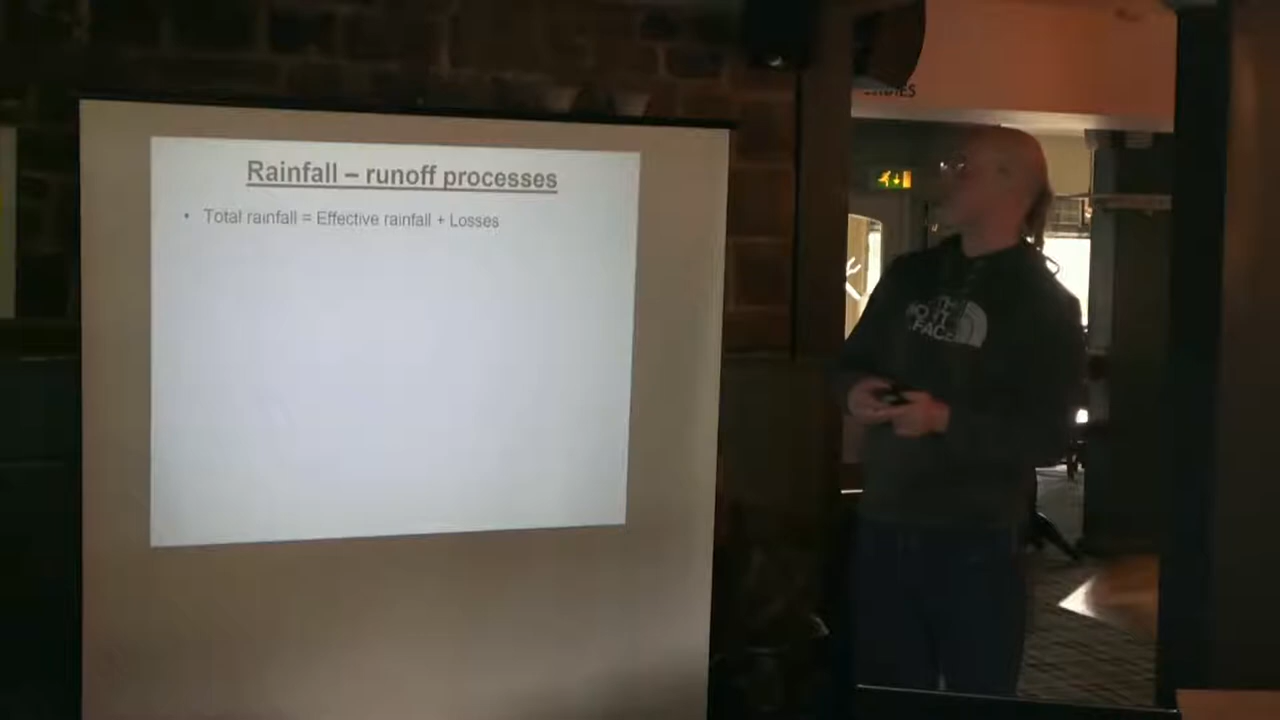 Rainfall – runoff processes
• Total rainfall = Effective rainfall + Losses
THE
NORTH
FACE